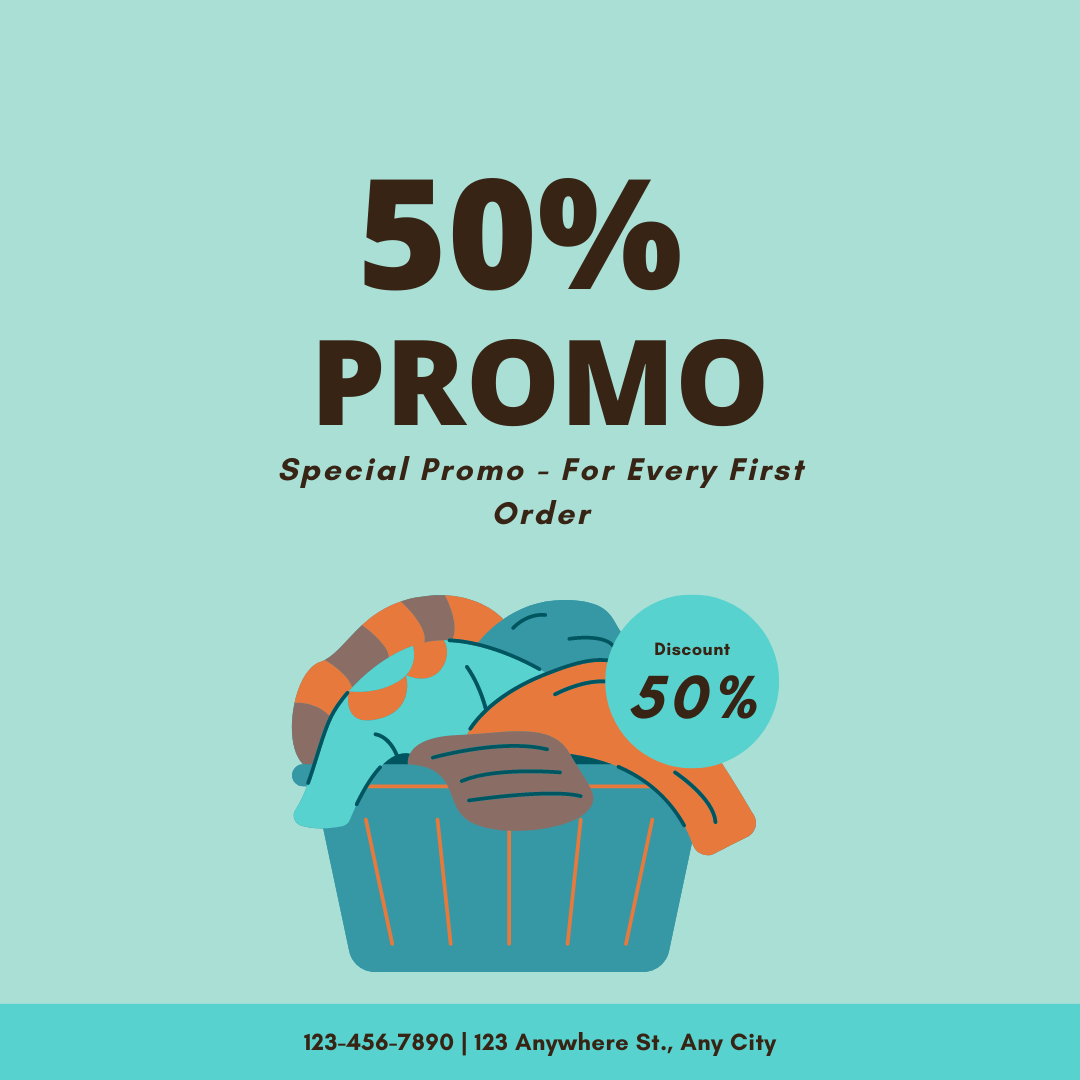 50%
PROMO
Special Promo - For Every First
Order
Discount
50%
123-456-7890 | 123 Anywhere St., Any City